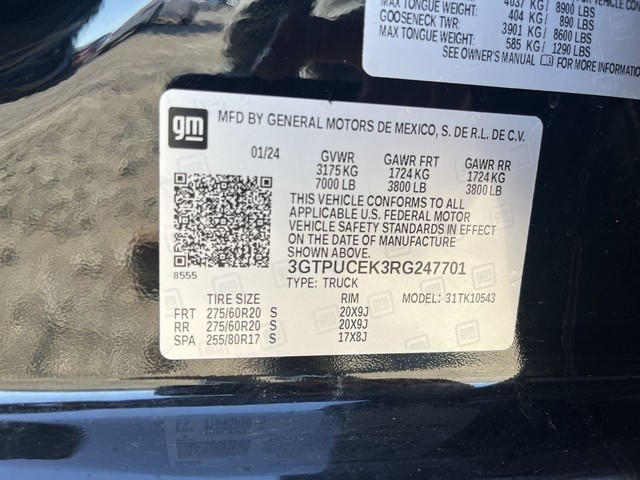 4037 KG/ 8900 LBS
MAX TONGUE WEIGHT: 404 KG/ 890 LBS
GOOSENECK TWR: 3901 KG/ 8600 LBS
MAX TONGUE WEIGHT: 585 KG/ 1290 LBS
SEE OWNER'S MANUAL FOR MORE INFORMATION
gm
MFD BY GENERAL MOTORS DE MEXICO, S. DE R.L. DE C.V.
01/24 GVWR GAWR FRT GAWR RR
3175 KG 1724 KG 1724 KG
7000 LB 3800 LB 3800 LB
THIS VEHICLE CONFORMS TO ALL
APPLICABLE U.S. FEDERAL MOTOR
VEHICLE SAFETY STANDARDS IN
EFFECT ON THE DATE OF MANUFACTURE
SHOWN ABOVE
8555
3GTPUCEK3RG247701
TYPE: TRUCK MODEL: 31TK10543
TIRE SIZE RIM
FRT 275/60R20 S 20X9J
RR 275/60R20 S 20X9J
SPA 255/80R17 S 17X8J